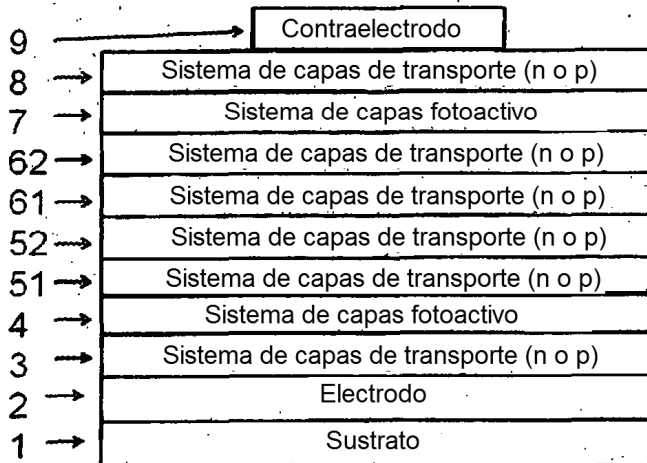 9 Contraelectrodo
8 Sistema de capas de transporte (n o p)
7 Sistema de capas fotoactivo
62 Sistema de capas de transporte (n o p)
61 Sistema de capas de transporte (n o p)
52 Sistema de capas de transporte (n o p)
51 Sistema de capas de transporte (n o p)
4 Sistema de capas fotoactivo
3 Sistema de capas de transporte (n o p)
2 Electrodo
1 Sustrato